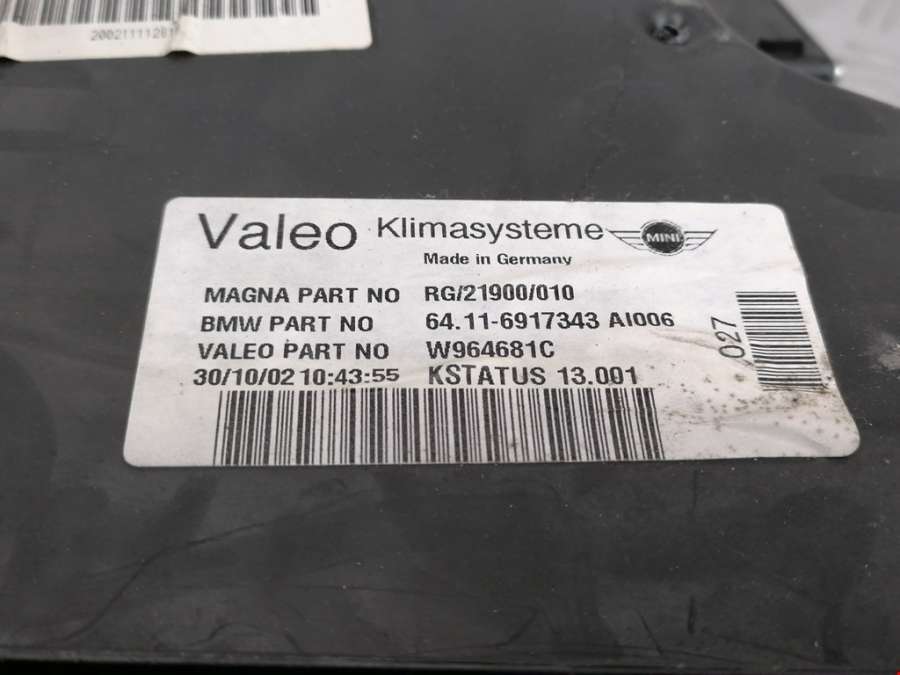 Valeo Klimasysteme MINI
Made in Germany
MAGNA PART NO RG/21900/010
BMW PART NO 64.11-6917343 AI006
VALEO PART NO W964681C
30/10/02 10:43:55 KSTATUS 13.001
027